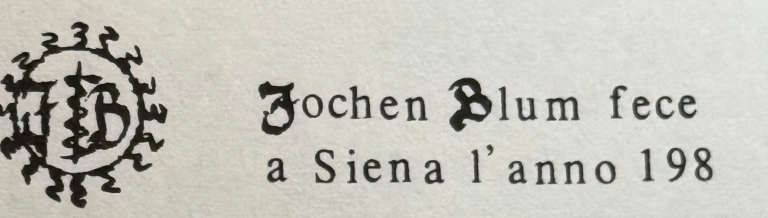 J B
Jochen Blum fece
a Siena l'anno 198